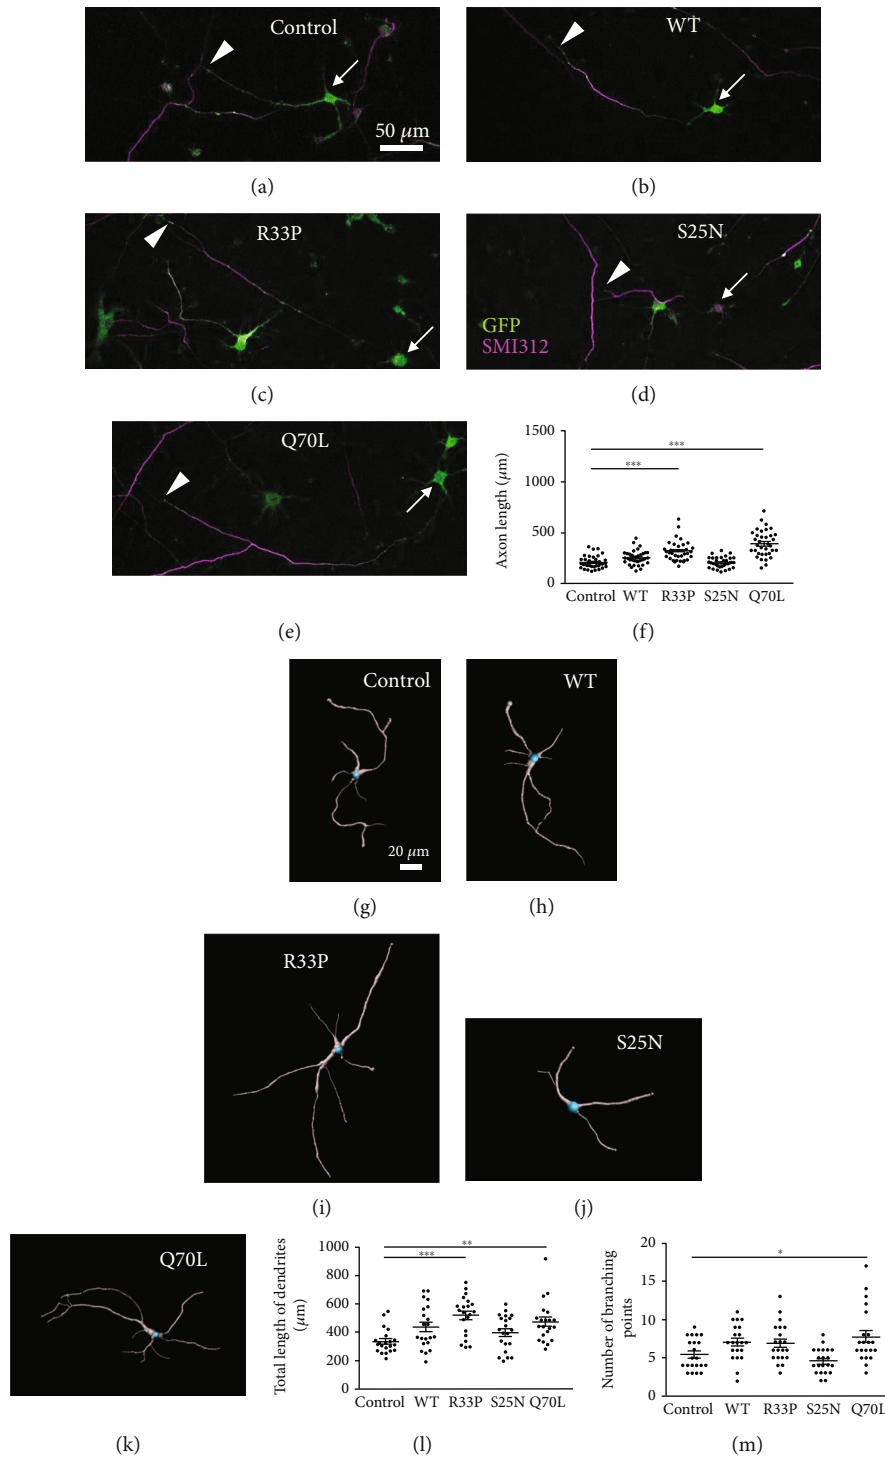 Control
50 μm
(a)
WT
(b)
R33P
(c)
S25N
GFP
SMI312
(d)
Q70L
(e)
Axon length (μm)
1500
1000
500
0
***
***
Control WT R33P S25N Q70L
(f)
Control
20 μm
(g)
WT
(h)
R33P
(i)
S25N
(j)
Q70L
(k)
Total length of dendrites
(μm)
1000
800
600
400
200
0
**
***
Control WT R33P S25N Q70L
(l)
Number of branching
points
20
15
10
5
0
*
Control WT R33P S25N Q70L
(m)